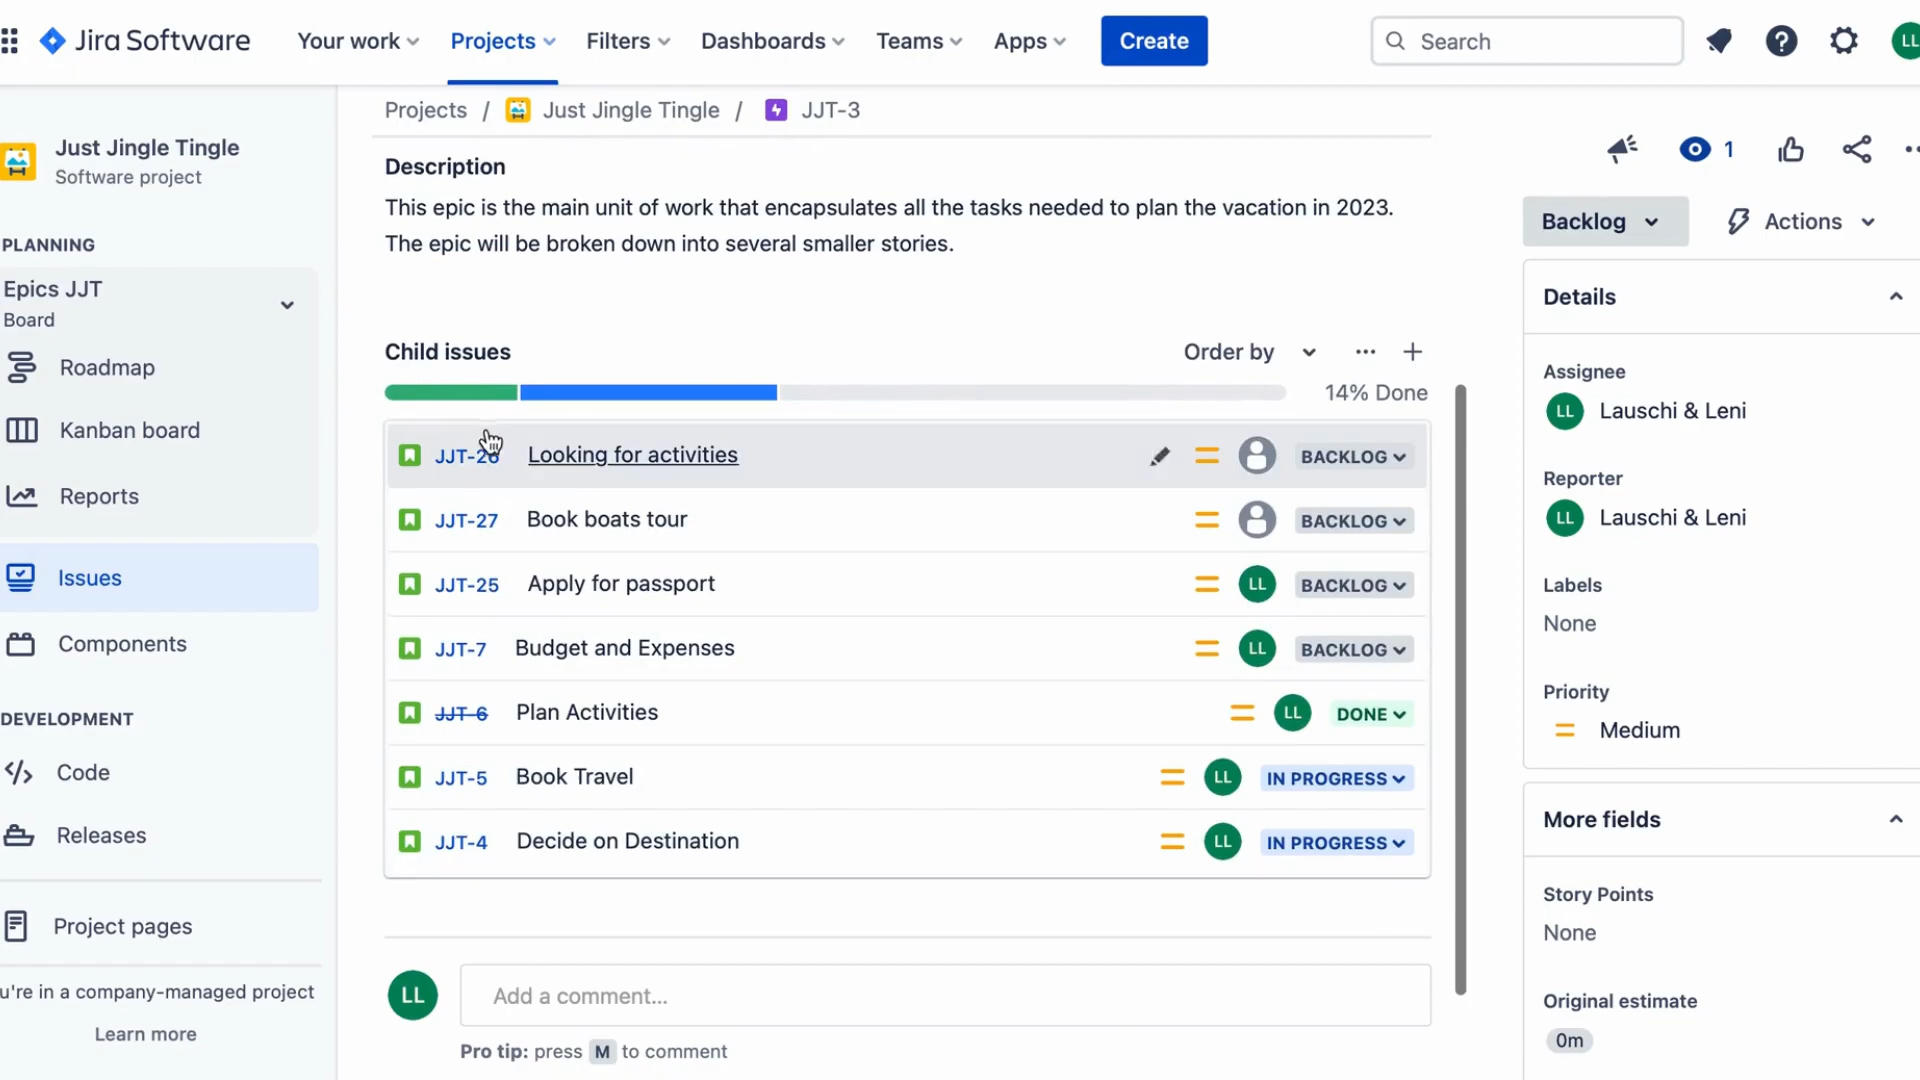 Jira Software
Your work
Projects
Filters
Dashboards
Teams
Apps
Create
Search
LL
Projects / Just Jingle Tingle / JJT-3
Just Jingle Tingle
Software project
1
Description
This epic is the main unit of work that encapsulates all the tasks needed to plan the vacation in 2023.
The epic will be broken down into several smaller stories.
Backlog
Actions
PLANNING
Epics JJT
Board
Roadmap
Kanban board
Reports
Issues
Components
DEVELOPMENT
Code
Releases
Project pages
u're in a company-managed project
Learn more
Child issues
Order by
14% Done
JJT-26 Looking for activities BACKLOG
JJT-27 Book boats tour BACKLOG
JJT-25 Apply for passport LL BACKLOG
JJT-7 Budget and Expenses LL BACKLOG
JJT-6 Plan Activities LL DONE
JJT-5 Book Travel LL IN PROGRESS
JJT-4 Decide on Destination LL IN PROGRESS
LL
Add a comment...
Pro tip: press M to comment
Details
Assignee
LL Lauschi & Leni
Reporter
LL Lauschi & Leni
Labels
None
Priority
Medium
More fields
Story Points
None
Original estimate
0m